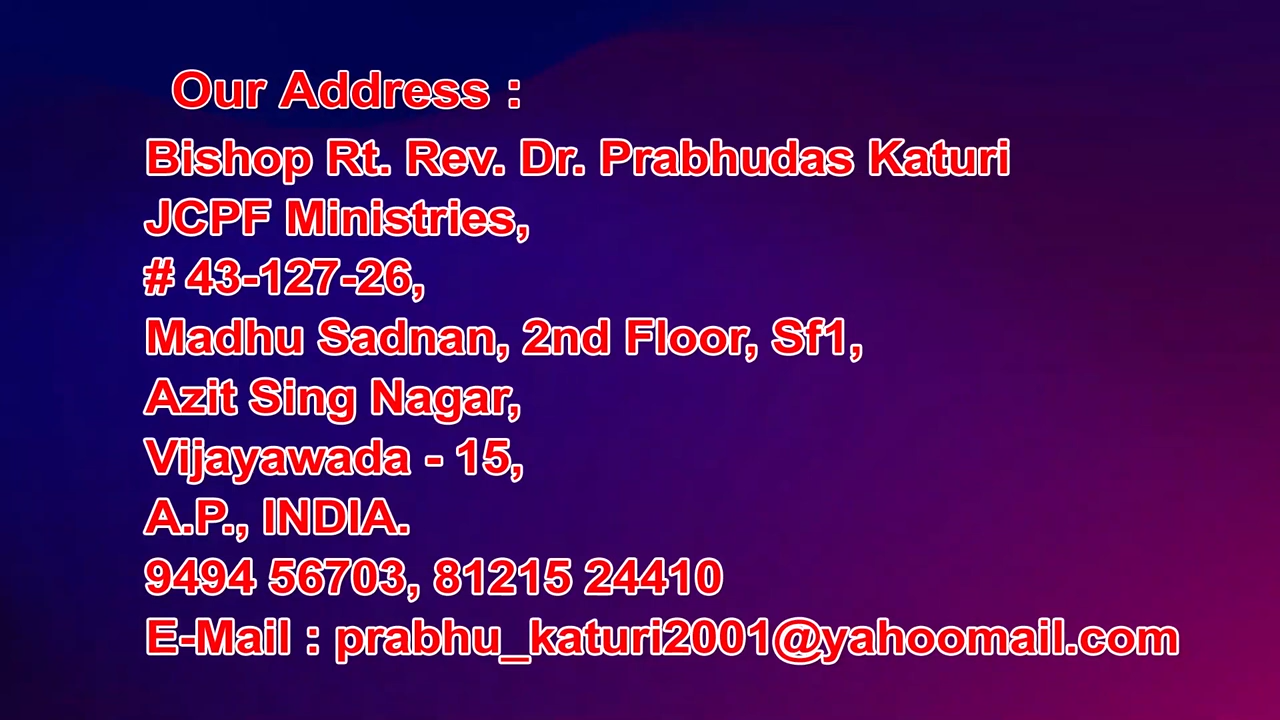 Our Address :
Bishop Rt. Rev. Dr. Prabhudas Katuri
JCPF Ministries,
# 43-127-26,
Madhu Sadnan, 2nd Floor, Sf1,
Azit Sing Nagar,
Vijayawada - 15,
A.P., INDIA.
9494 56703, 81215 24410
E-Mail : prabhu_katuri2001@yahoomail.com